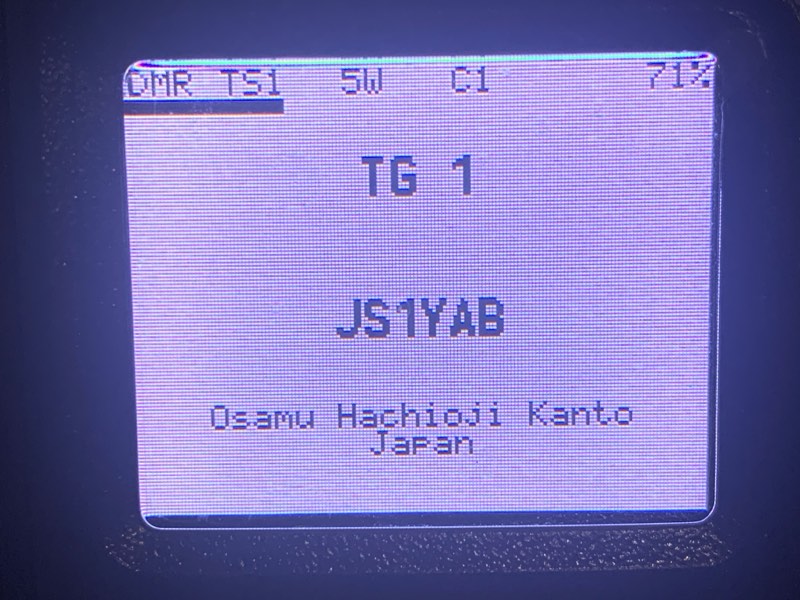 DMR TS1 5W C1 71%
TG 1
JS1YAB
Osamu Hachioji Kanto
Japan